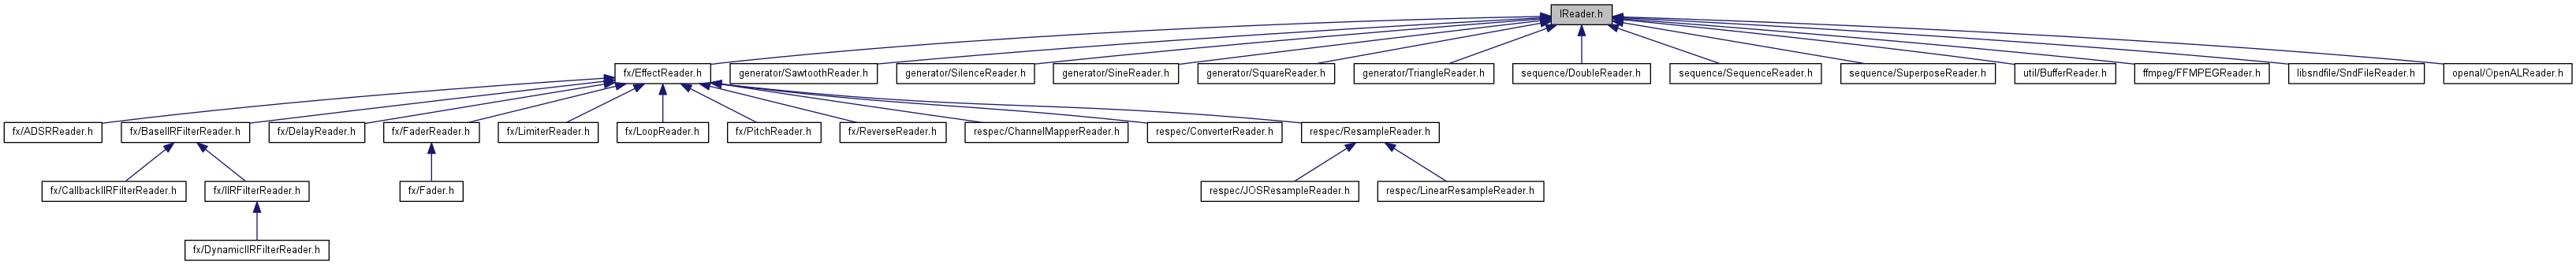 IReader.h
fx/EffectReader.h
generator/SawtoothReader.h
generator/SilenceReader.h
generator/SineReader.h
generator/SquareReader.h
generator/TriangleReader.h
sequence/DoubleReader.h
sequence/SequenceReader.h
sequence/SuperposeReader.h
util/BufferReader.h
ffmpeg/FFMPEGReader.h
libsndfile/SndFileReader.h
openal/OpenALReader.h
fx/ADSRReader.h
fx/BaseIIRFilterReader.h
fx/DelayReader.h
fx/FaderReader.h
fx/LimiterReader.h
fx/LoopReader.h
fx/PitchReader.h
fx/ReverseReader.h
respec/ChannelMapperReader.h
respec/ConverterReader.h
respec/ResampleReader.h
fx/CallbackIIRFilterReader.h
fx/IIRFilterReader.h
fx/Fader.h
respec/JOSResampleReader.h
respec/LinearResampleReader.h
fx/DynamicIIRFilterReader.h